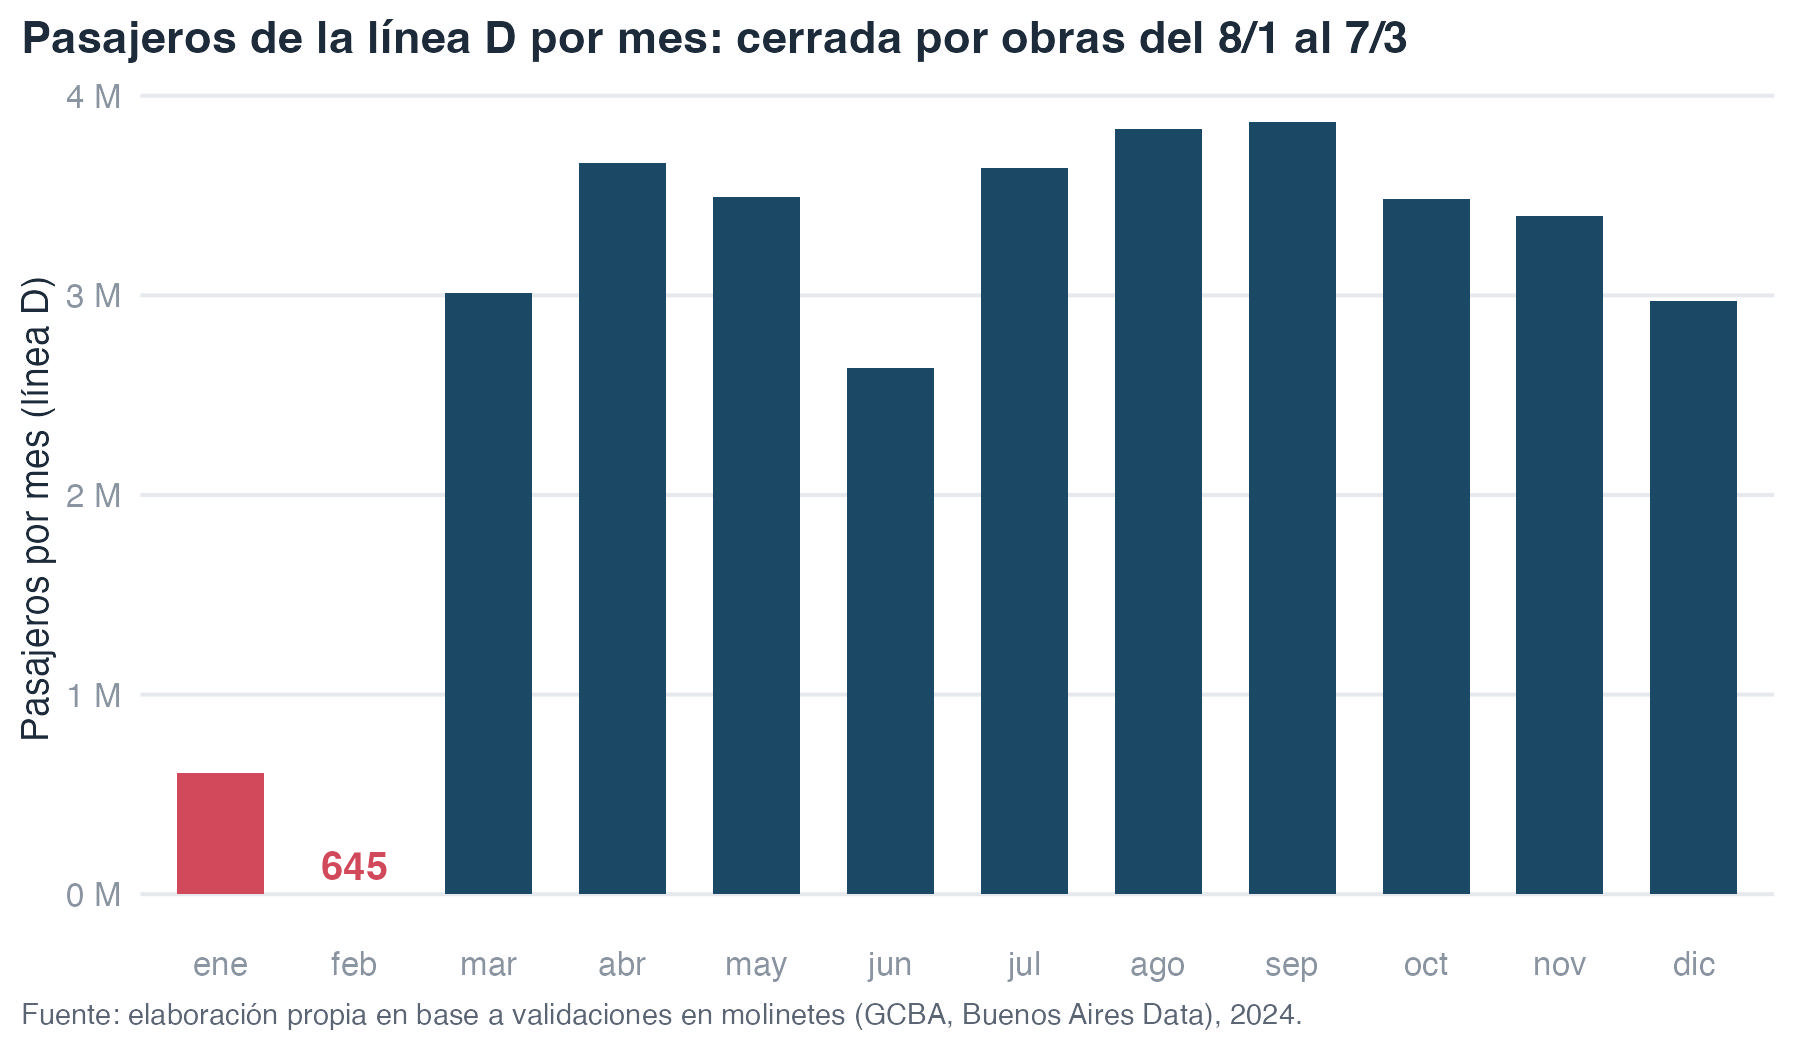 Pasajeros de la línea D por mes: cerrada por obras del 8/1 al 7/3
Pasajeros por mes (línea D)
4 M
3 M
2 M
1 M
0 M
645
ene feb mar abr may jun jul ago sep oct nov dic
Fuente: elaboración propia en base a validaciones en molinetes (GCBA, Buenos Aires Data), 2024.